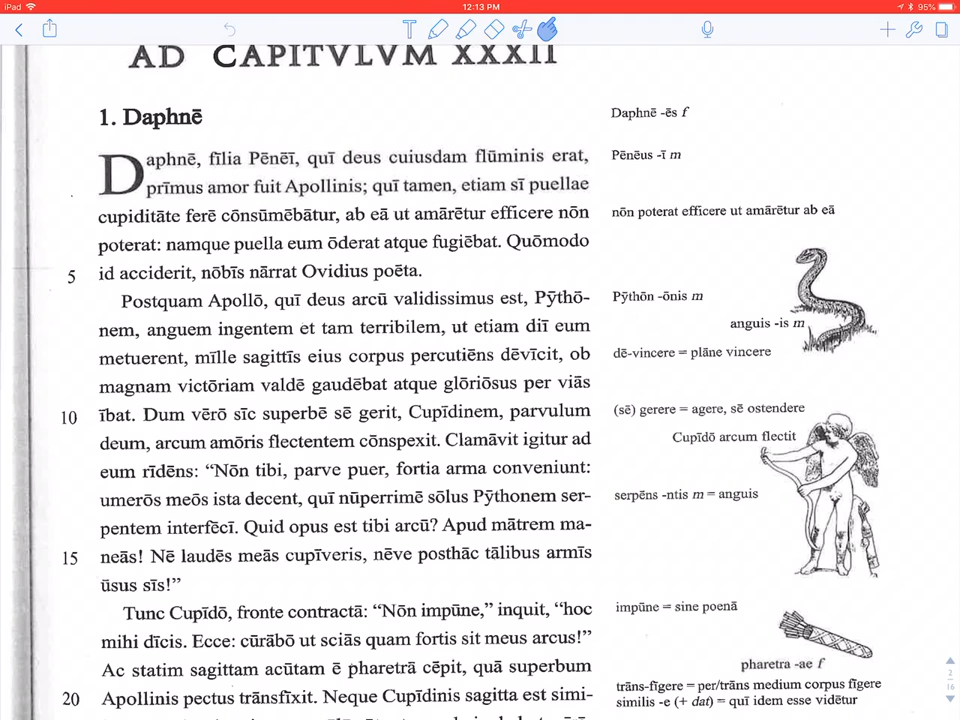 iPad
12:13 PM
95%
T
AD CAPITVLVM XXXII
1. Daphnē
Daphnē -ēs f
Daphnē, fīlia Pēnēī, quī deus cuiusdam flūminis erat,
Pēnēus -ī m
prīmus amor fuit Apollinis; quī tamen, etiam sī puellae
cupiditāte ferē cōnsūmēbātur, ab eā ut amārētur efficere nōn
nōn poterat efficere ut amārētur ab eā
poterat: namque puella eum ōderat atque fugiēbat. Quōmodo
5 id acciderit, nōbīs nārrat Ovidius poēta.
Postquam Apollō, quī deus arcū validissimus est, Pȳthō-
Pȳthōn -ōnis m
nem, anguem ingentem et tam terribilem, ut etiam diī eum
anguis -is m
metuerent, mīlle sagittīs eius corpus percutiēns dēvīcit, ob
dē-vincere = plāne vincere
magnam victōriam valdē gaudēbat atque glōriōsus per viās
10 ībat. Dum vērō sīc superbē sē gerit, Cupīdinem, parvulum
(sē) gerere = agere, sē ostendere
deum, arcum amōris flectentem cōnspexit. Clamāvit igitur ad
Cupīdō arcum flectit
eum rīdēns: “Nōn tibi, parve puer, fortia arma conveniunt:
umerōs meōs ista decent, quī nūperrimē sōlus Pȳthonem ser-
serpēns -ntis m = anguis
pentem interfēcī. Quid opus est tibi arcū? Apud mātrem ma-
15 neās! Nē laudēs meās cupīveris, nēve posthāc tālibus armīs
ūsus sīs!”
Tunc Cupīdō, fronte contractā: “Nōn impūne,” inquit, “hoc
impūne = sine poenā
mihi dīcis. Ecce: cūrābō ut sciās quam fortis sit meus arcus!”
Ac statim sagittam acūtam ē pharetrā cēpit, quā superbum
pharetra -ae f
20 Apollinis pectus trānsfīxit. Neque Cupīdinis sagitta est simi-
trāns-fīgere = per/trāns medium corpus fīgere
similis -e (+ dat) = quī idem esse vidētur
2
16